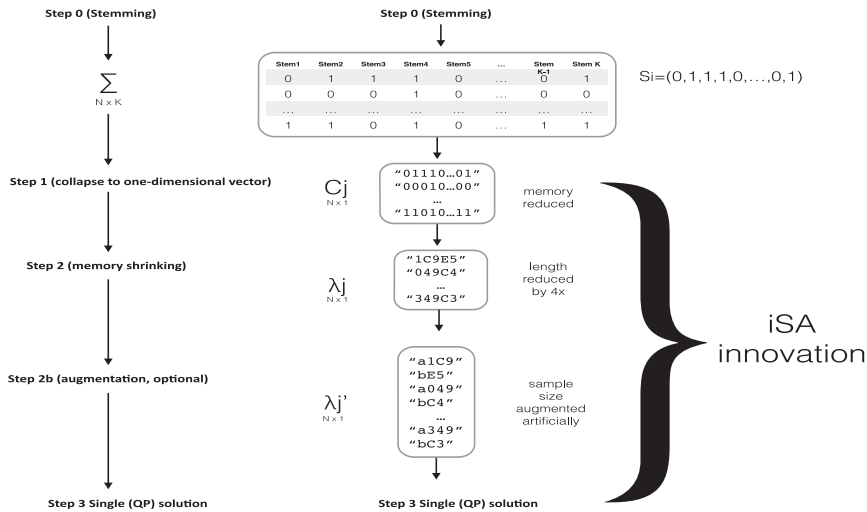 Step 0 (Stemming)
∑
N x K
Step 1 (collapse to one-dimensional vector)
Step 2 (memory shrinking)
Step 2b (augmentation, optional)
Step 3 Single (QP) solution
Step 0 (Stemming)
Stem1 Stem2 Stem3 Stem4 Stem5 ... Stem K-1 Stem K
0 1 1 1 0 ... 0 1
0 0 0 1 0 ... 0 0
... ... ... ... ... ... ... ...
1 1 0 1 0 ... 1 1
Si=(0,1,1,1,0,...,0,1)
Cj
N x 1
"01110...01"
"00010...00"
...
"11010...11"
memory
reduced
λj
N x 1
"1C9E5"
"049C4"
...
"349C3"
length
reduced
by 4x
λj'
N x 1
"a1C9"
"bE5"
"a049"
"bC4"
...
"a349"
"bC3"
sample
size
augmented
artificially
Step 3 Single (QP) solution
iSA
innovation